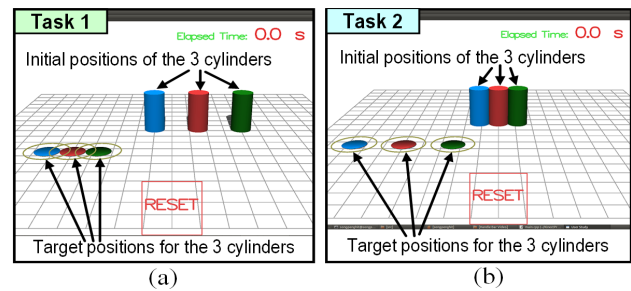 Task 1
Elapsed Time: 0.0 s
Initial positions of the 3 cylinders
RESET
Target positions for the 3 cylinders
(a)
Task 2
Elapsed Time: 0.0 s
Initial positions of the 3 cylinders
RESET
Target positions for the 3 cylinders
(b)